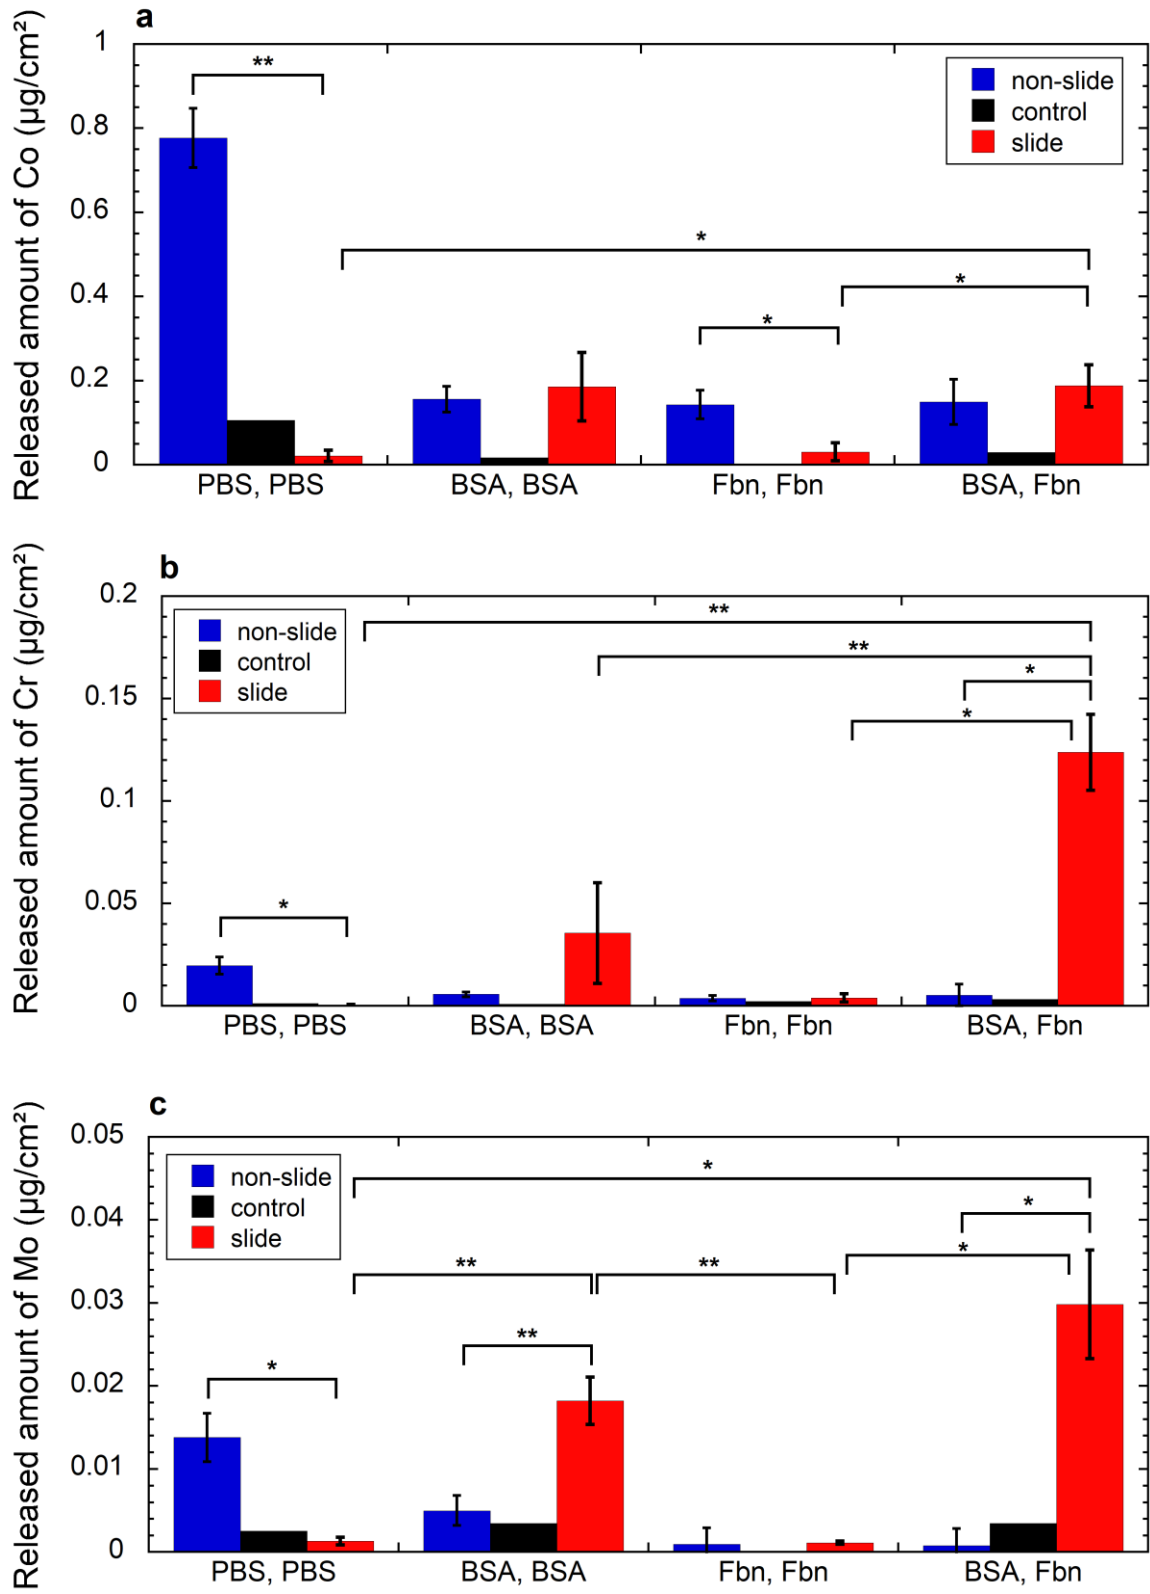 a
Released amount of Co (µg/cm²)
1
0.8
0.6
0.4
0.2
0
**
*
*
*
non-slide
control
slide
PBS, PBS
BSA, BSA
Fbn, Fbn
BSA, Fbn
b
Released amount of Cr (µg/cm²)
0.2
0.15
0.1
0.05
0
non-slide
control
slide
**
**
*
*
*
PBS, PBS
BSA, BSA
Fbn, Fbn
BSA, Fbn
c
Released amount of Mo (µg/cm²)
0.05
0.04
0.03
0.02
0.01
0
non-slide
control
slide
*
*
*
**
**
**
*
PBS, PBS
BSA, BSA
Fbn, Fbn
BSA, Fbn